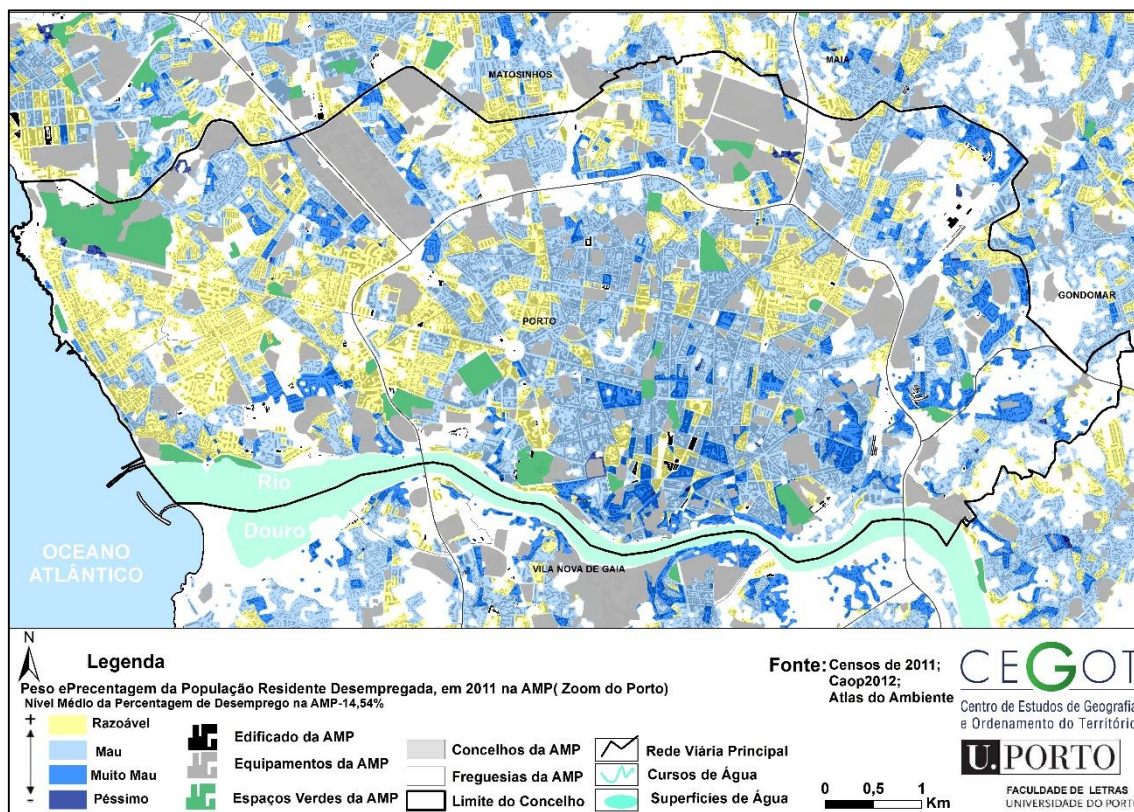 MATOSINHOS
MAIA
GONDOMAR
PORTO
Rio
Douro
OCEANO
ATLÂNTICO
VILA NOVA DE GAIA
N
Legenda
Peso ePrecentagem da População Residente Desempregada, em 2011 na AMP( Zoom do Porto)
Nível Médio da Percentagem de Desemprego na AMP-14,54%
+
Razoável
Mau
Muito Mau
Péssimo
-
Edificado da AMP
Equipamentos da AMP
Espaços Verdes da AMP
Concelhos da AMP
Freguesias da AMP
Limite do Concelho
Rede Viária Principal
Cursos de Água
Superfícies de Água
Fonte: Censos de 2011;
Caop2012;
Atlas do Ambiente
0 0,5 1
Km
CEGOT
Centro de Estudos de Geografia
e Ordenamento do Território
U. PORTO
FACULDADE DE LETRAS
UNIVERSIDADE DO PORT